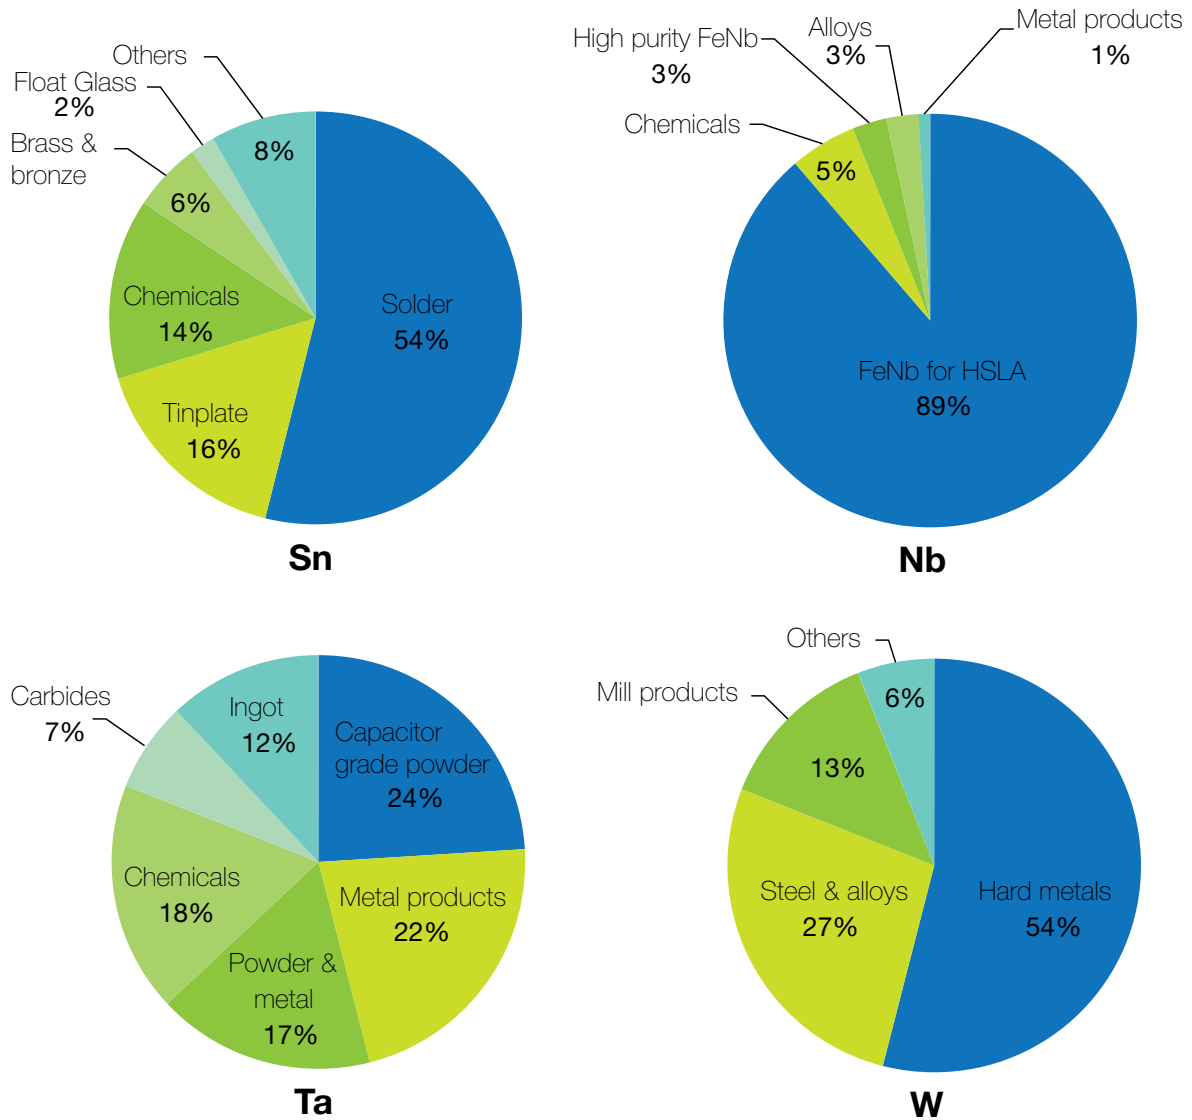 Others
Float Glass
2%
Brass &
bronze
8%
6%
Chemicals
14%
Solder
54%
Tinplate
16%
Sn
Metal products
1%
Alloys
3%
High purity FeNb
3%
Chemicals
5%
FeNb for HSLA
89%
Nb
Carbides
7%
Ingot
12%
Capacitor
grade powder
24%
Chemicals
18%
Metal products
22%
Powder &
metal
17%
Ta
Others
6%
Mill products
13%
Steel & alloys
27%
Hard metals
54%
W